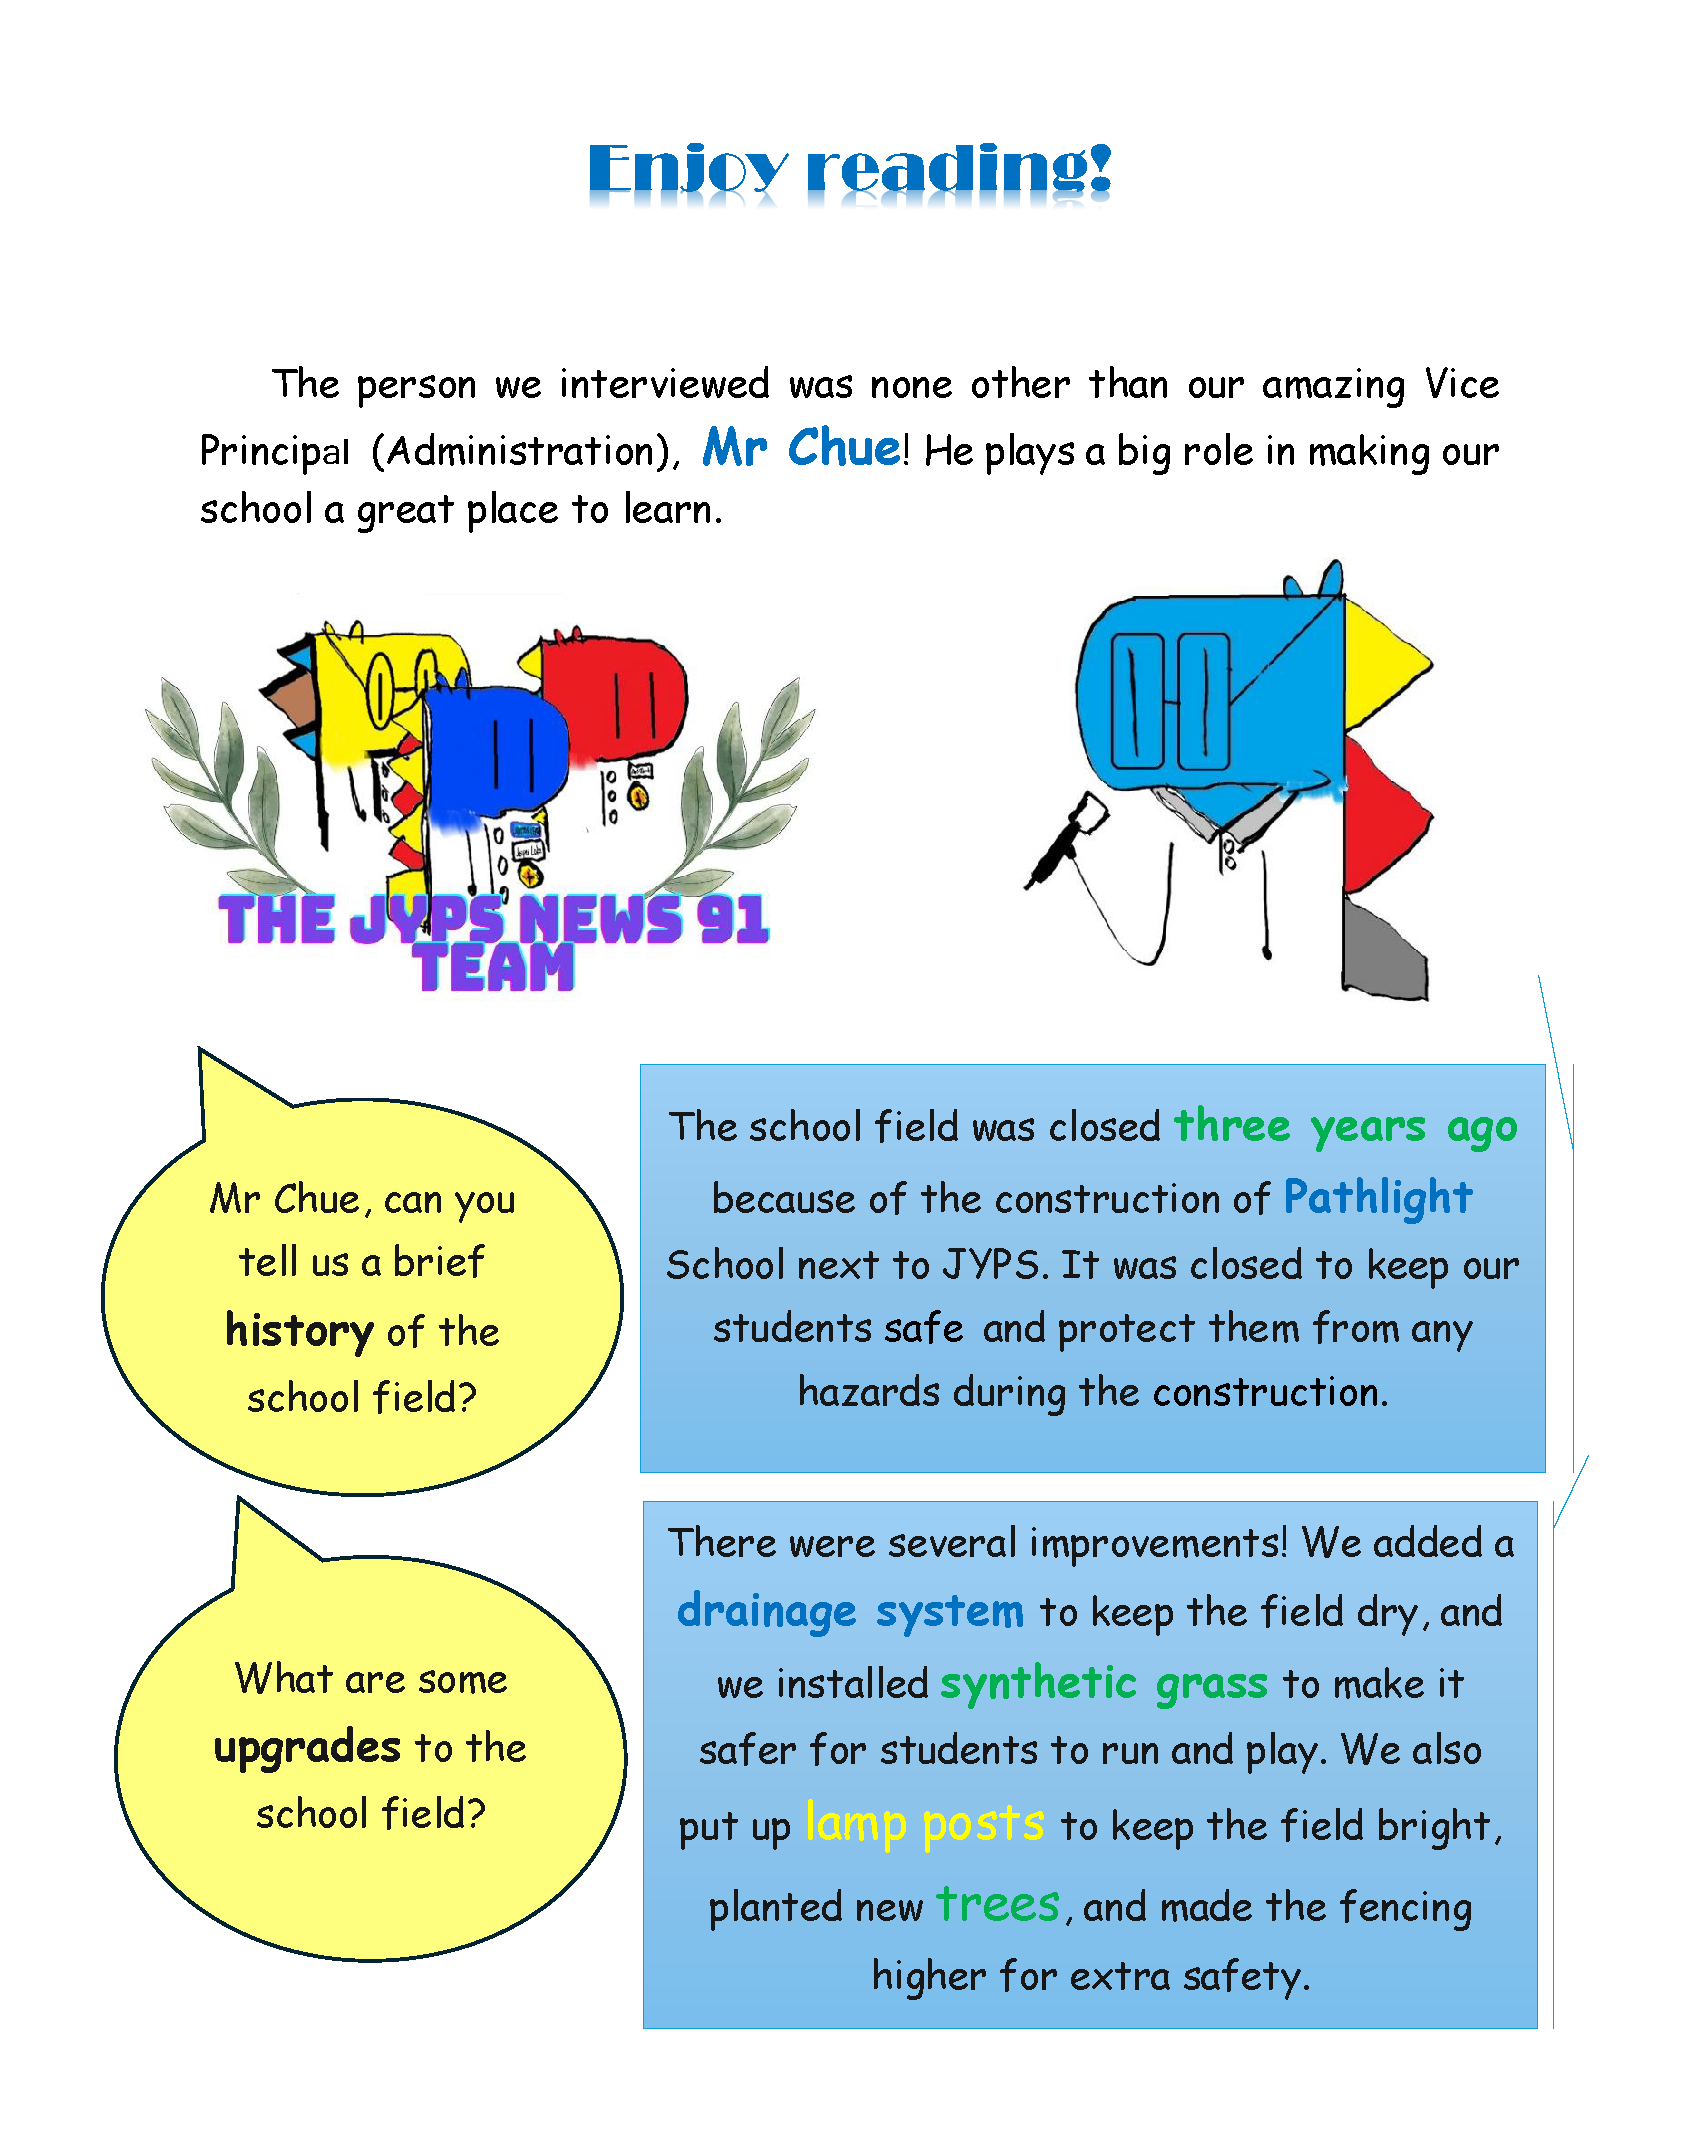 Enjoy reading!
The person we interviewed was none other than our amazing Vice
Principal (Administration), Mr Chue! He plays a big role in making our
school a great place to learn.
THE JYPS NEWS 91
TEAM
Mr Chue, can you
tell us a brief
history of the
school field?
The school field was closed three years ago
because of the construction of Pathlight
School next to JYPS. It was closed to keep our
students safe and protect them from any
hazards during the construction.
What are some
upgrades to the
school field?
There were several improvements! We added a
drainage system to keep the field dry, and
we installed synthetic grass to make it
safer for students to run and play. We also
put up lamp posts to keep the field bright,
planted new trees, and made the fencing
higher for extra safety.